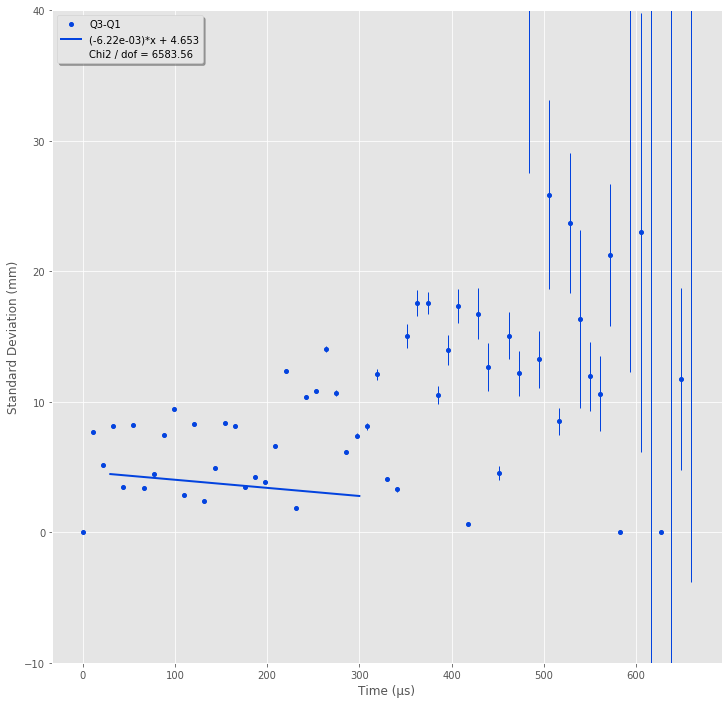 Q3-Q1
(-6.22e-03)*x + 4.653
Chi2 / dof = 6583.56
40
30
20
10
0
−10
Standard Deviation (mm)
0 100 200 300 400 500 600
Time (μs)